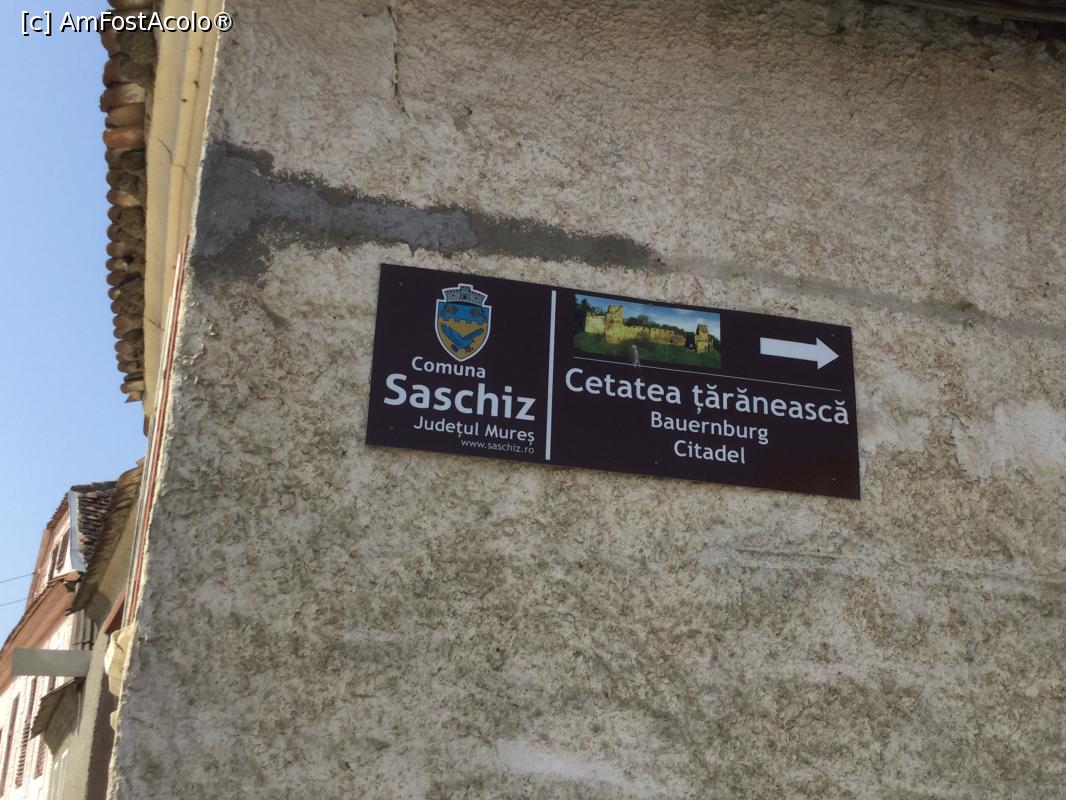 [c] AmFostAcolo®
Comuna
Saschiz
Județul Mureș
www.saschiz.ro
Cetatea țărănească
Bauernburg
Citadel